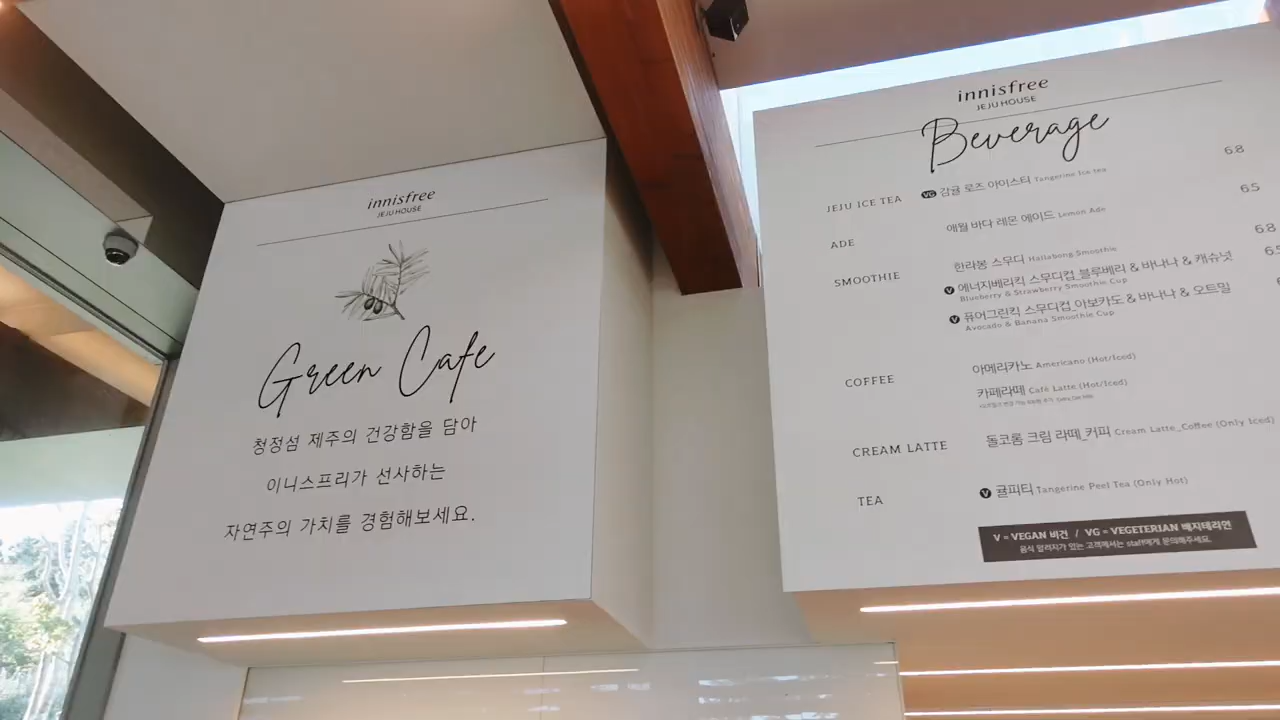 innisfree
JEJU HOUSE
Green Cafe
청정섬 제주의 건강함을 담아
이니스프리가 선사하는
자연주의 가치를 경험해보세요.
innisfree
JEJU HOUSE
Beverage
JEJU ICE TEA VG 감귤 로즈 아이스티 Tangerine Ice tea 6.8
ADE 애월 바다 레몬 에이드 Lemon Ade 6.5
SMOOTHIE 한라봉 스무디 Hallabong Smoothie 6.8
V 에너지베리킥 스무디컵_블루베리 & 바나나 & 캐슈넛
Blueberry & Strawberry Smoothie Cup
V 퓨어그린킥 스무디컵_아보카도 & 바나나 & 오트밀
Avocado & Banana Smoothie Cup
COFFEE 아메리카노 Americano (Hot/Iced)
카페라떼 Café Latte (Hot/Iced)
CREAM LATTE 돌코롬 크림 라떼_커피 Cream Latte_Coffee (Only Iced)
TEA V 귤피티 Tangerine Peel Tea (Only Hot)
V = VEGAN 비건 / VG = VEGETERIAN 베지테리언
음식 알러지가 있는 고객께서는 staff에게 문의해주세요.